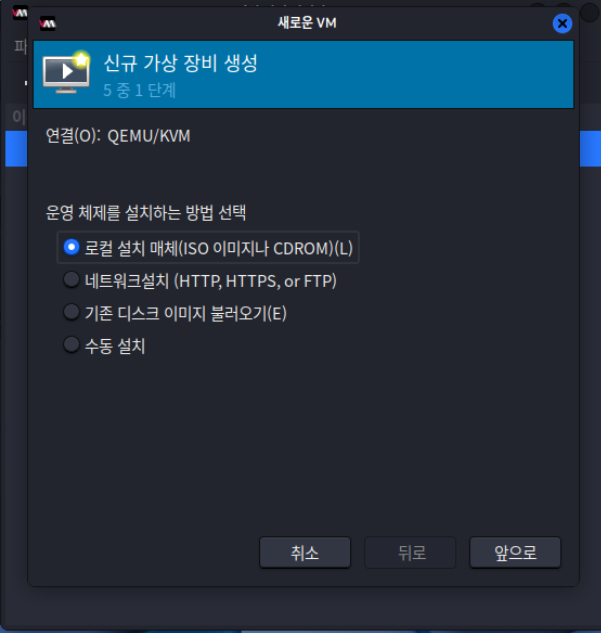 새로운 VM
신규 가상 장비 생성
5 중 1 단계
연결(O): QEMU/KVM
운영 체제를 설치하는 방법 선택
로컬 설치 매체(ISO 이미지나 CDROM)(L)
네트워크설치 (HTTP, HTTPS, or FTP)
기존 디스크 이미지 불러오기(E)
수동 설치
취소 뒤로 앞으로